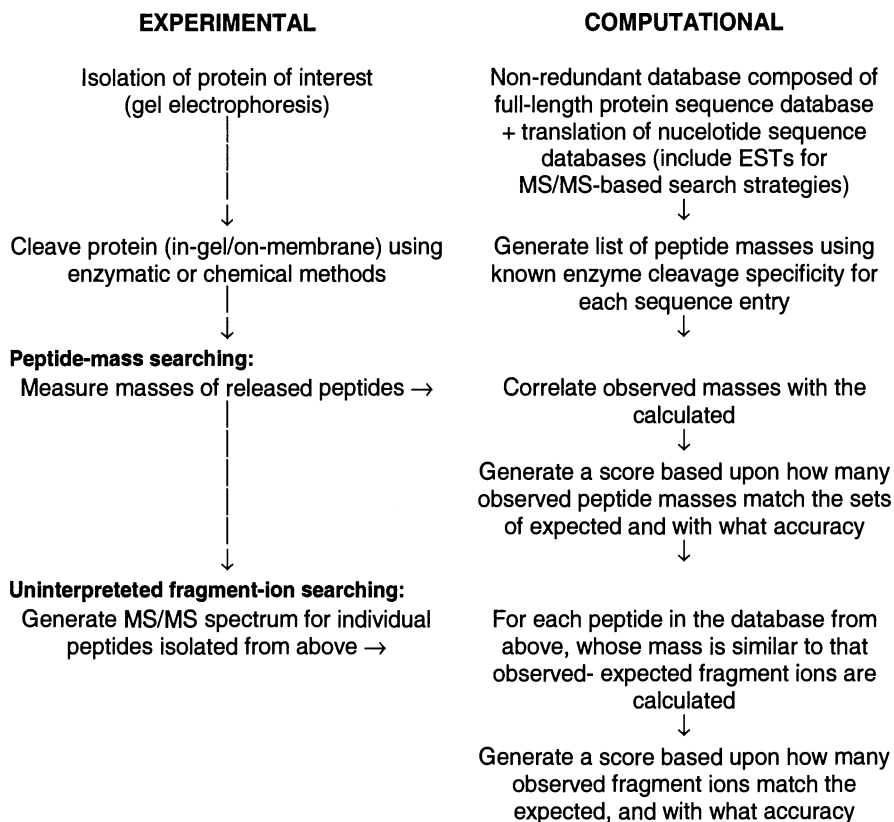 EXPERIMENTAL
Isolation of protein of interest
(gel electrophoresis)
Cleave protein (in-gel/on-membrane) using
enzymatic or chemical methods
Peptide-mass searching:
Measure masses of released peptides →
Uninterpreteted fragment-ion searching:
Generate MS/MS spectrum for individual
peptides isolated from above →
COMPUTATIONAL
Non-redundant database composed of
full-length protein sequence database
+ translation of nucelotide sequence
databases (include ESTs for
MS/MS-based search strategies)
Generate list of peptide masses using
known enzyme cleavage specificity for
each sequence entry
Correlate observed masses with the
calculated
Generate a score based upon how many
observed peptide masses match the sets
of expected and with what accuracy
For each peptide in the database from
above, whose mass is similar to that
observed- expected fragment ions are
calculated
Generate a score based upon how many
observed fragment ions match the
expected, and with what accuracy